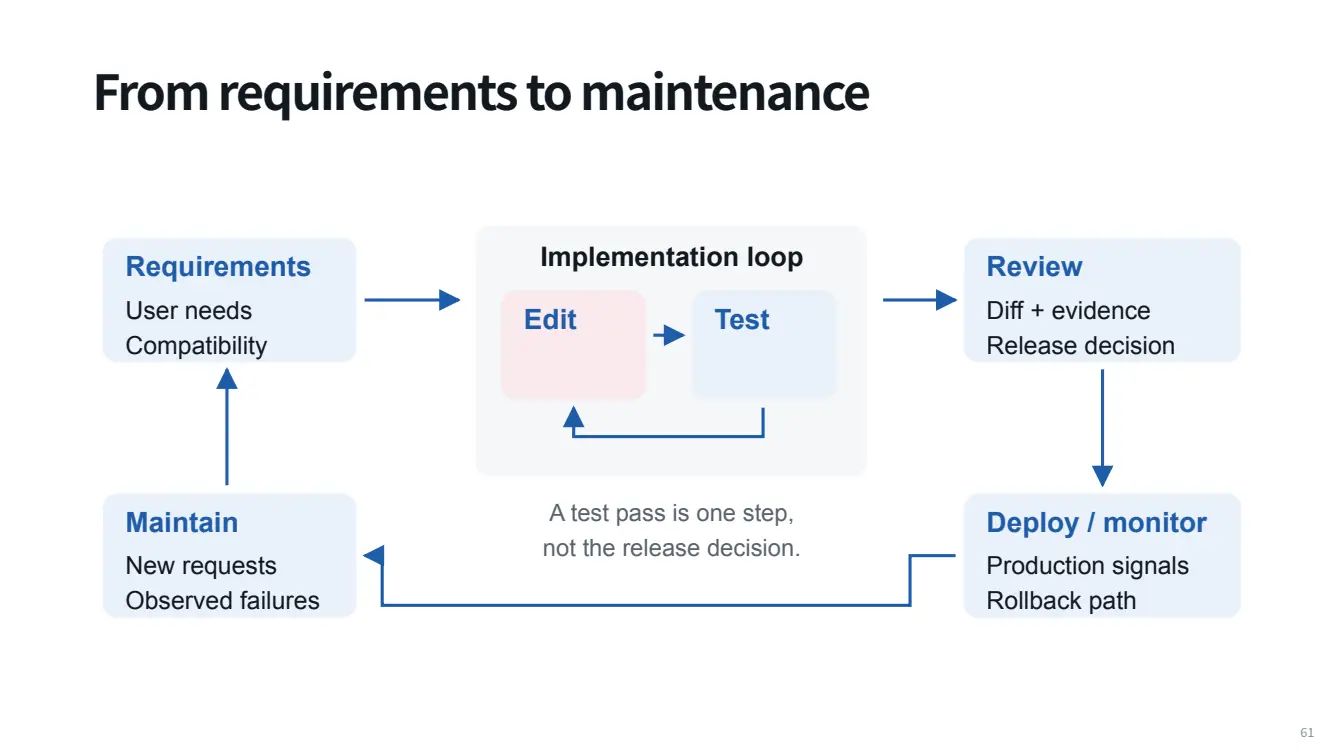 From requirements to maintenance
Requirements
User needs
Compatibility
Implementation loop
Edit
Test
Review
Diff + evidence
Release decision
Maintain
New requests
Observed failures
A test pass is one step,
not the release decision.
Deploy / monitor
Production signals
Rollback path
61